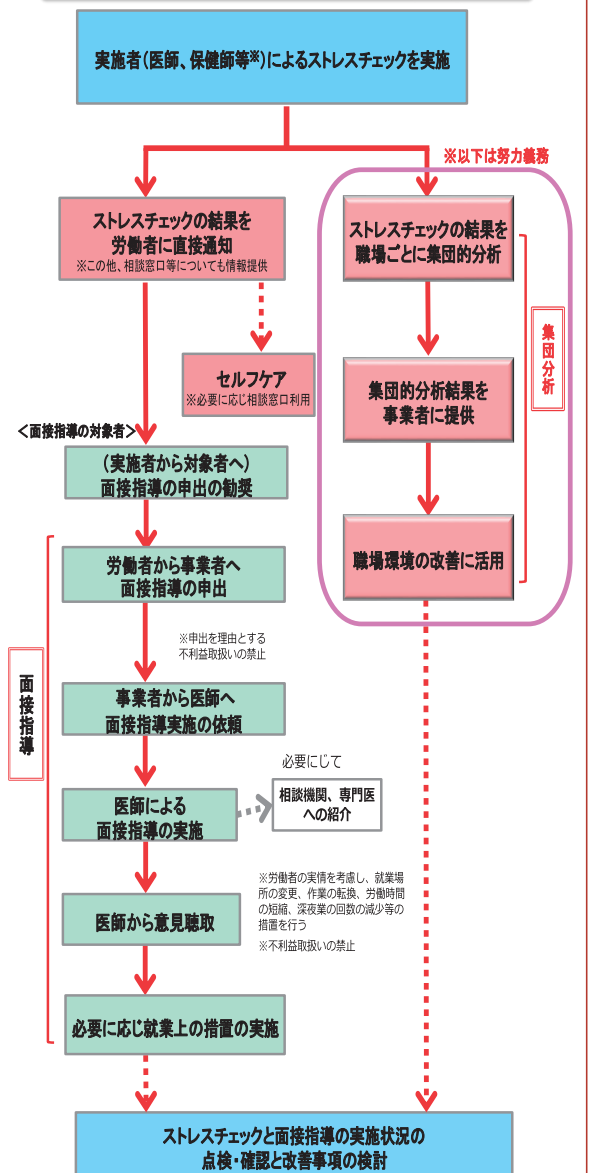 実施者(医師、保健師等※)によるストレスチェックを実施
※以下は努力義務
ストレスチェックの結果を
労働者に直接通知
※この他、相談窓口等についても情報提供
ストレスチェックの結果を
職場ごとに集団的分析
集団分析
セルフケア
※必要に応じ相談窓口利用
集団的分析結果を
事業者に提供
<面接指導の対象者>
(実施者から対象者へ)
面接指導の申出の勧奨
職場環境の改善に活用
労働者から事業者へ
面接指導の申出
※申出を理由とする
不利益取扱いの禁止
面接指導
事業者から医師へ
面接指導実施の依頼
必要にじて
医師による
面接指導の実施
相談機関、専門医
への紹介
※労働者の実情を考慮し、就業場
所の変更、作業の転換、労働時間
の短縮、深夜業の回数の減少等の
措置を行う
※不利益取扱いの禁止
医師から意見聴取
必要に応じ就業上の措置の実施
ストレスチェックと面接指導の実施状況の
点検・確認と改善事項の検討